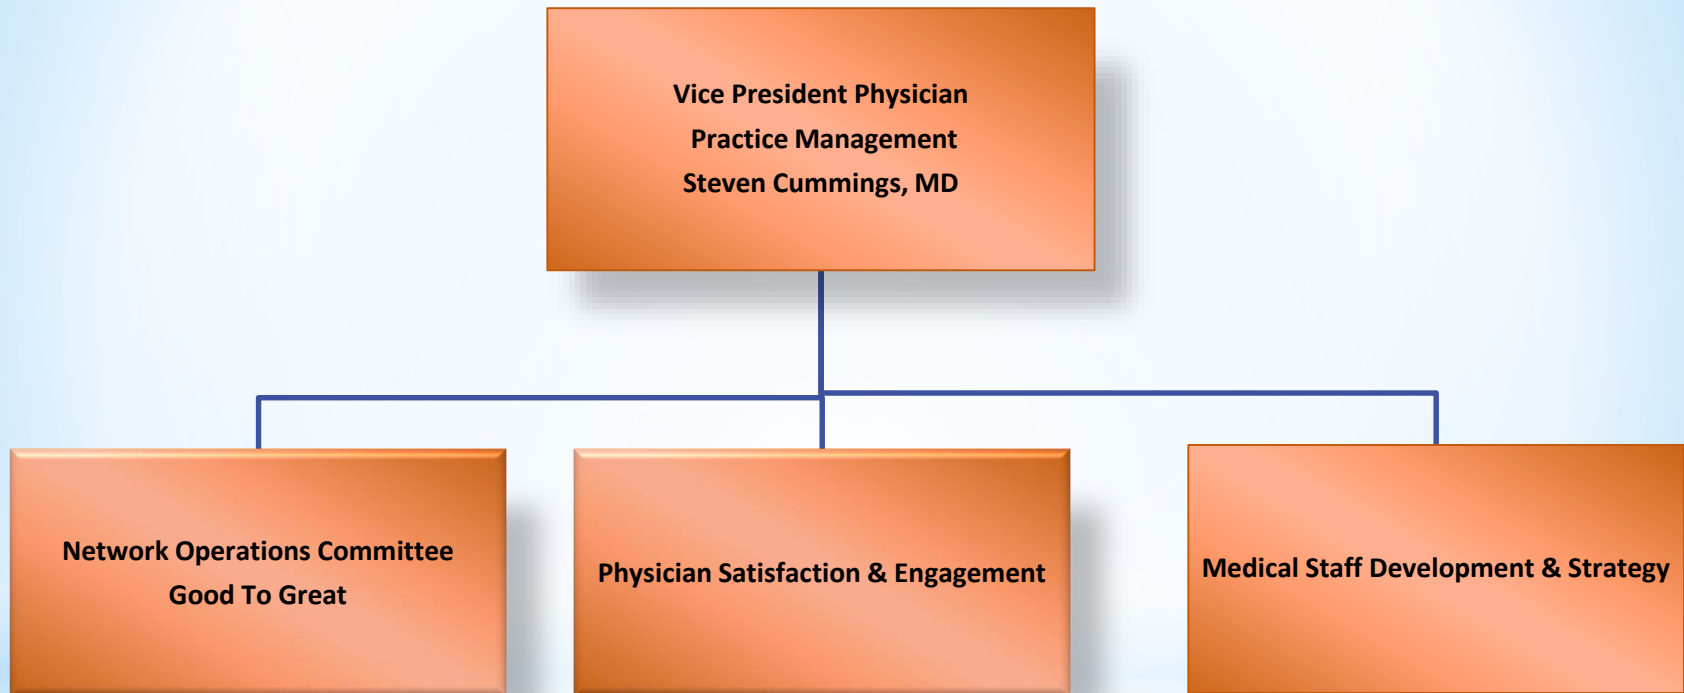 Vice President Physician
Practice Management
Steven Cummings, MD
Network Operations Committee
Good To Great
Physician Satisfaction & Engagement
Medical Staff Development & Strategy